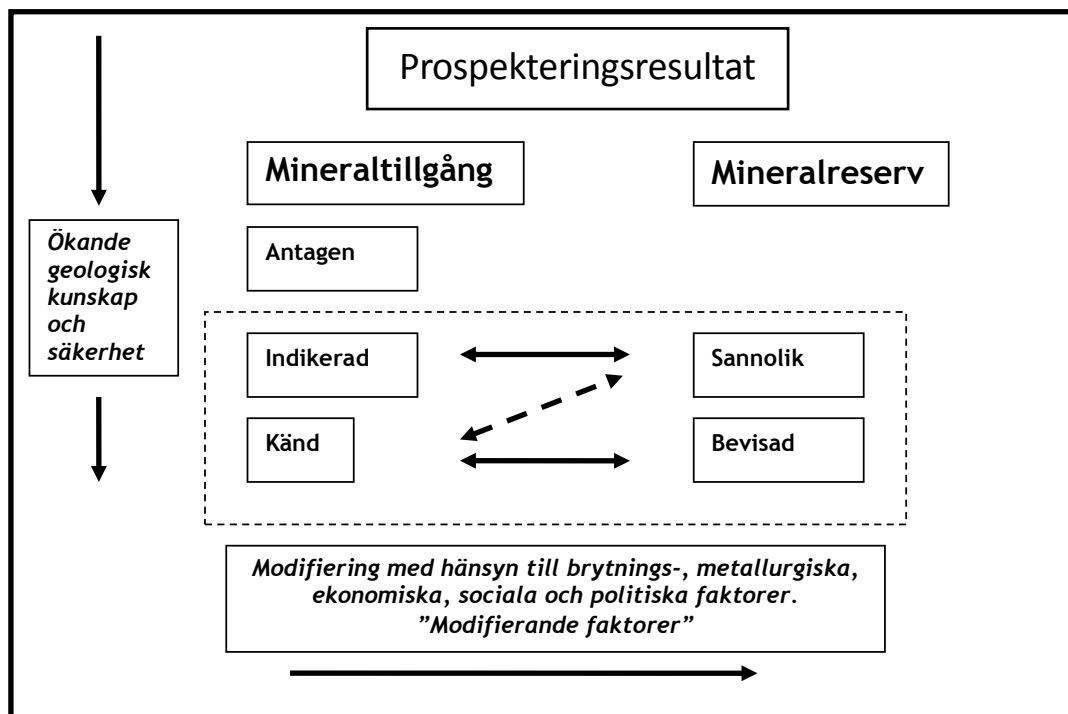 Prospekteringsresultat
Mineraltillgång
Mineralreserv
Ökande
geologisk
kunskap
och
säkerhet
Antagen
Indikerad
Sannolik
Känd
Bevisad
Modifiering med hänsyn till brytnings-, metallurgiska,
ekonomiska, sociala och politiska faktorer.
”Modifierande faktorer”